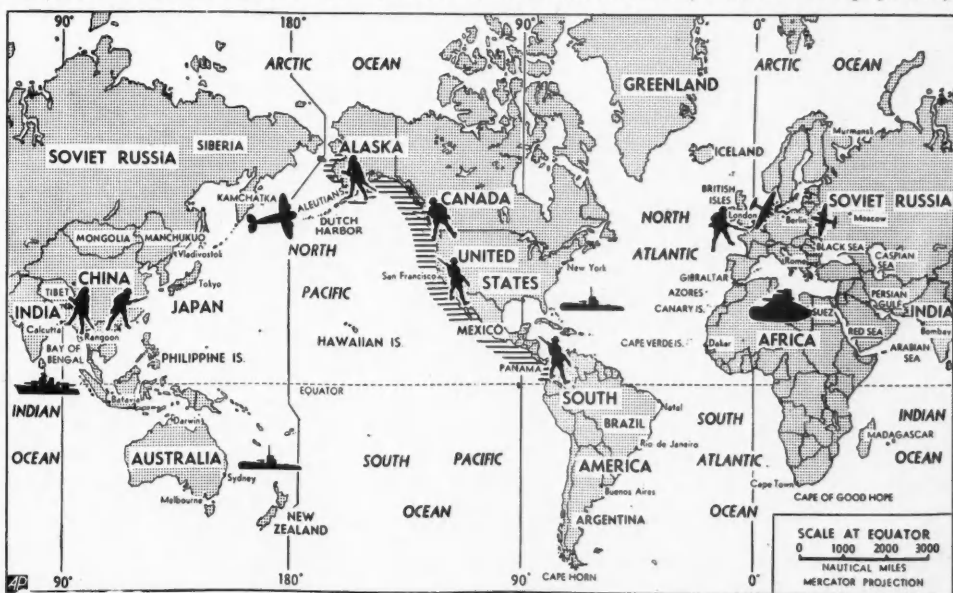 90° 180° 90° 0°
ARCTIC OCEAN
ARCTIC OCEAN
GREENLAND
SOVIET RUSSIA
SIBERIA
ALASKA
ICELAND
Murmansk
KAMCHATKA
ALEUTIANS
DUTCH
HARBOR
CANADA
BRITISH
ISLES
London
Berlin
Moscow
SOVIET RUSSIA
MONGOLIA
MANCHUKUO
Vladivostok
NORTH
PACIFIC
OCEAN
UNITED
STATES
San Francisco
New York
NORTH
ATLANTIC
OCEAN
BLACK SEA
CASPIAN
SEA
CHINA
TIBET
Tokyo
JAPAN
GIBRALTAR
AZORES
CANARY IS.
SUEZ
PERSIAN
GULF
INDIA
Calcutta
Rangoon
BAY OF
BENGAL
PHILIPPINE IS.
HAWAIIAN IS.
MEXICO
PANAMA
CAPE VERDE IS.
Dakar
AFRICA
RED SEA
INDIA
Bombay
ARABIAN
SEA
EQUATOR
INDIAN
OCEAN
Batavia
Darwin
AUSTRALIA
Sydney
Melbourne
NEW
ZEALAND
SOUTH PACIFIC
OCEAN
SOUTH
AMERICA
BRAZIL
Natal
Rio de Janeiro
Buenos Aires
ARGENTINA
CAPE HORN
SOUTH
ATLANTIC
OCEAN
INDIAN
OCEAN
MADAGASCAR
Cape Town
CAPE OF GOOD HOPE
SCALE AT EQUATOR
0 1000 2000 3000
NAUTICAL MILES
MERCATOR PROJECTION
AP
90° 180° 90° 0°